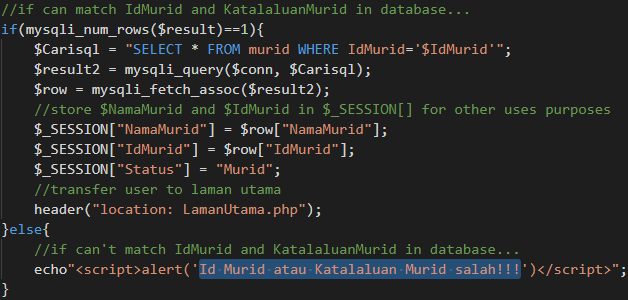 //if can match IdMurid and KatalaluanMurid in database...
if(mysqli_num_rows($result)==1){
$Carisql = "SELECT * FROM murid WHERE IdMurid='$IdMurid'";
$result2 = mysqli_query($conn, $Carisql);
$row = mysqli_fetch_assoc($result2);
//store $NamaMurid and $IdMurid in $_SESSION[] for other uses purposes
$_SESSION["NamaMurid"] = $row["NamaMurid"];
$_SESSION["IdMurid"] = $row["IdMurid"];
$_SESSION["Status"] = "Murid";
//transfer user to laman utama
header("location: LamanUtama.php");
}else{
//if can't match IdMurid and KatalaluanMurid in database...
echo"<script>alert('Id Murid atau Katalaluan Murid salah!!!')</script>";
}